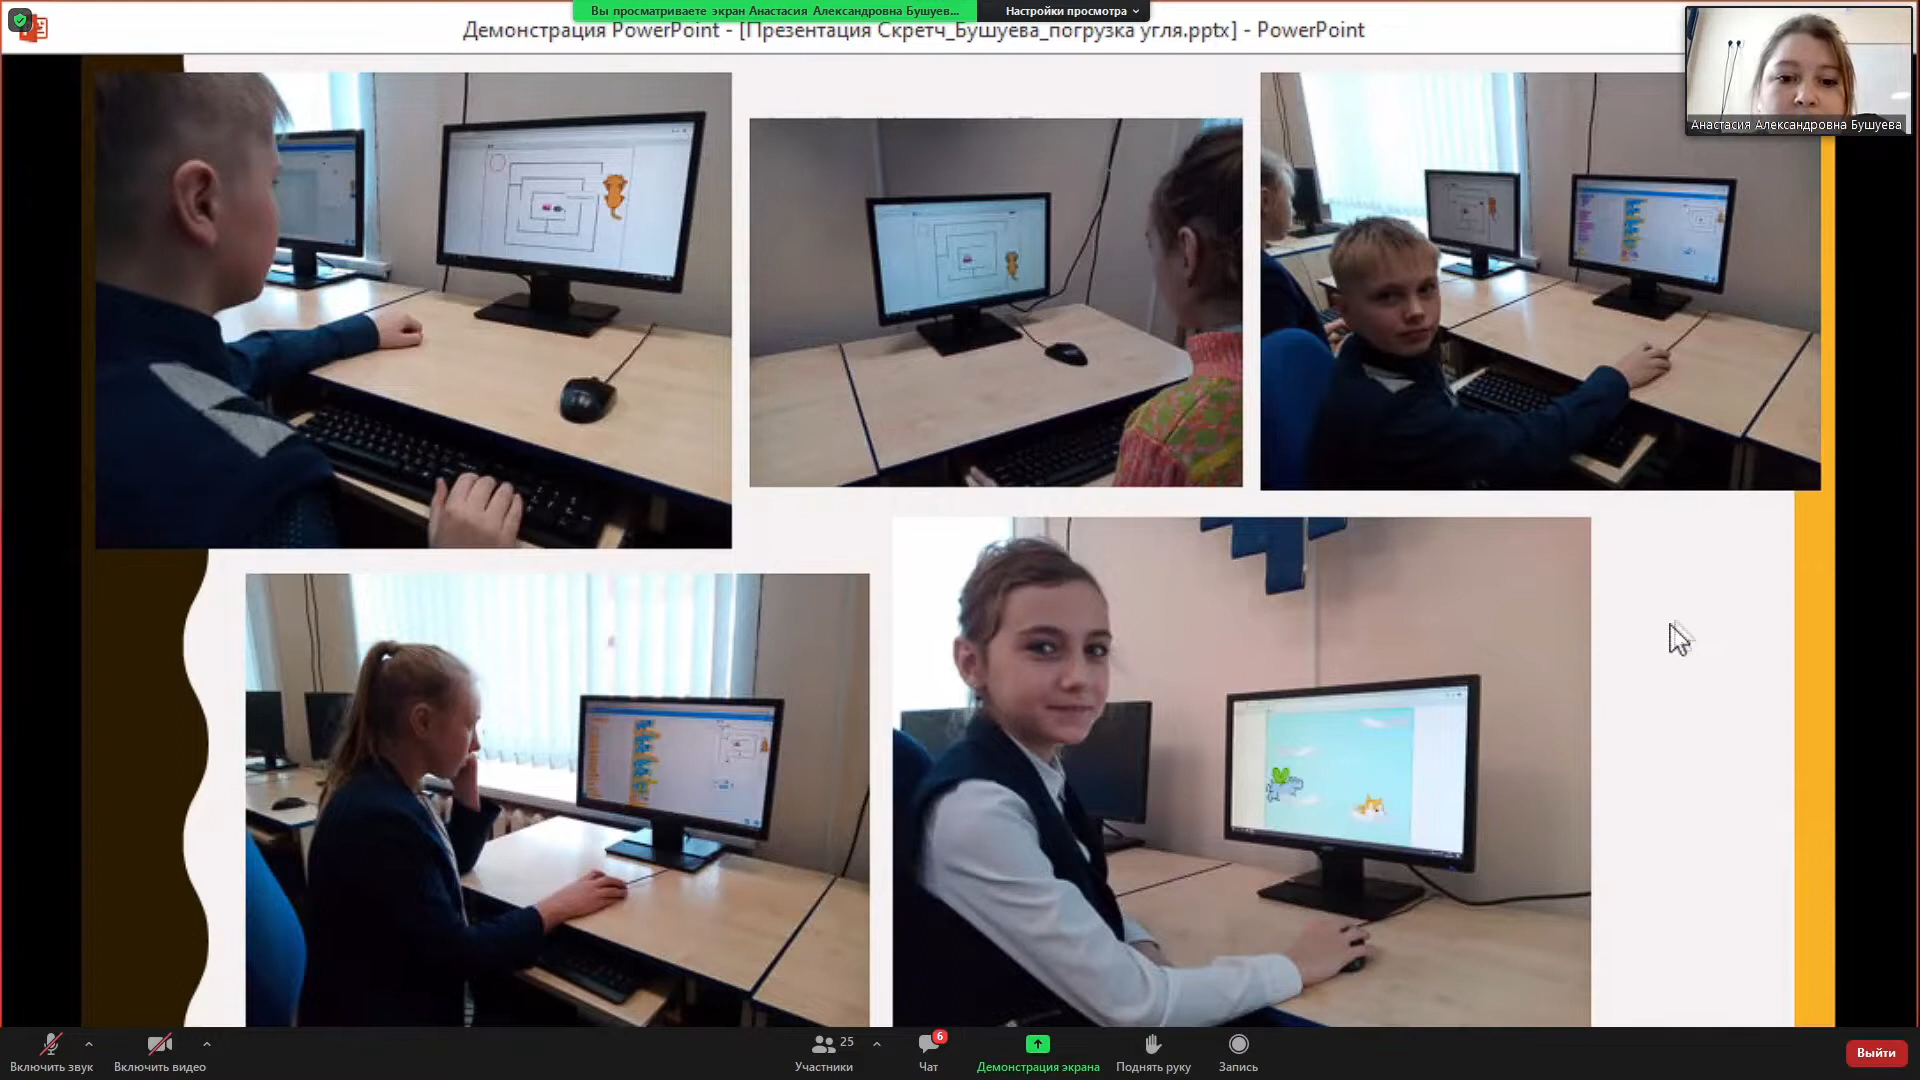 Вы просматриваете экран Анастасия Александровна Бушуев...
Настройки просмотра
Демонстрация PowerPoint - [Презентация Скретч_Бушуева_погрузка угля.pptx] - PowerPoint
Анастасия Александровна Бушуева
Включить звук
Включить видео
25
Участники
6
Чат
Демонстрация экрана
Поднять руку
Запись
Выйти